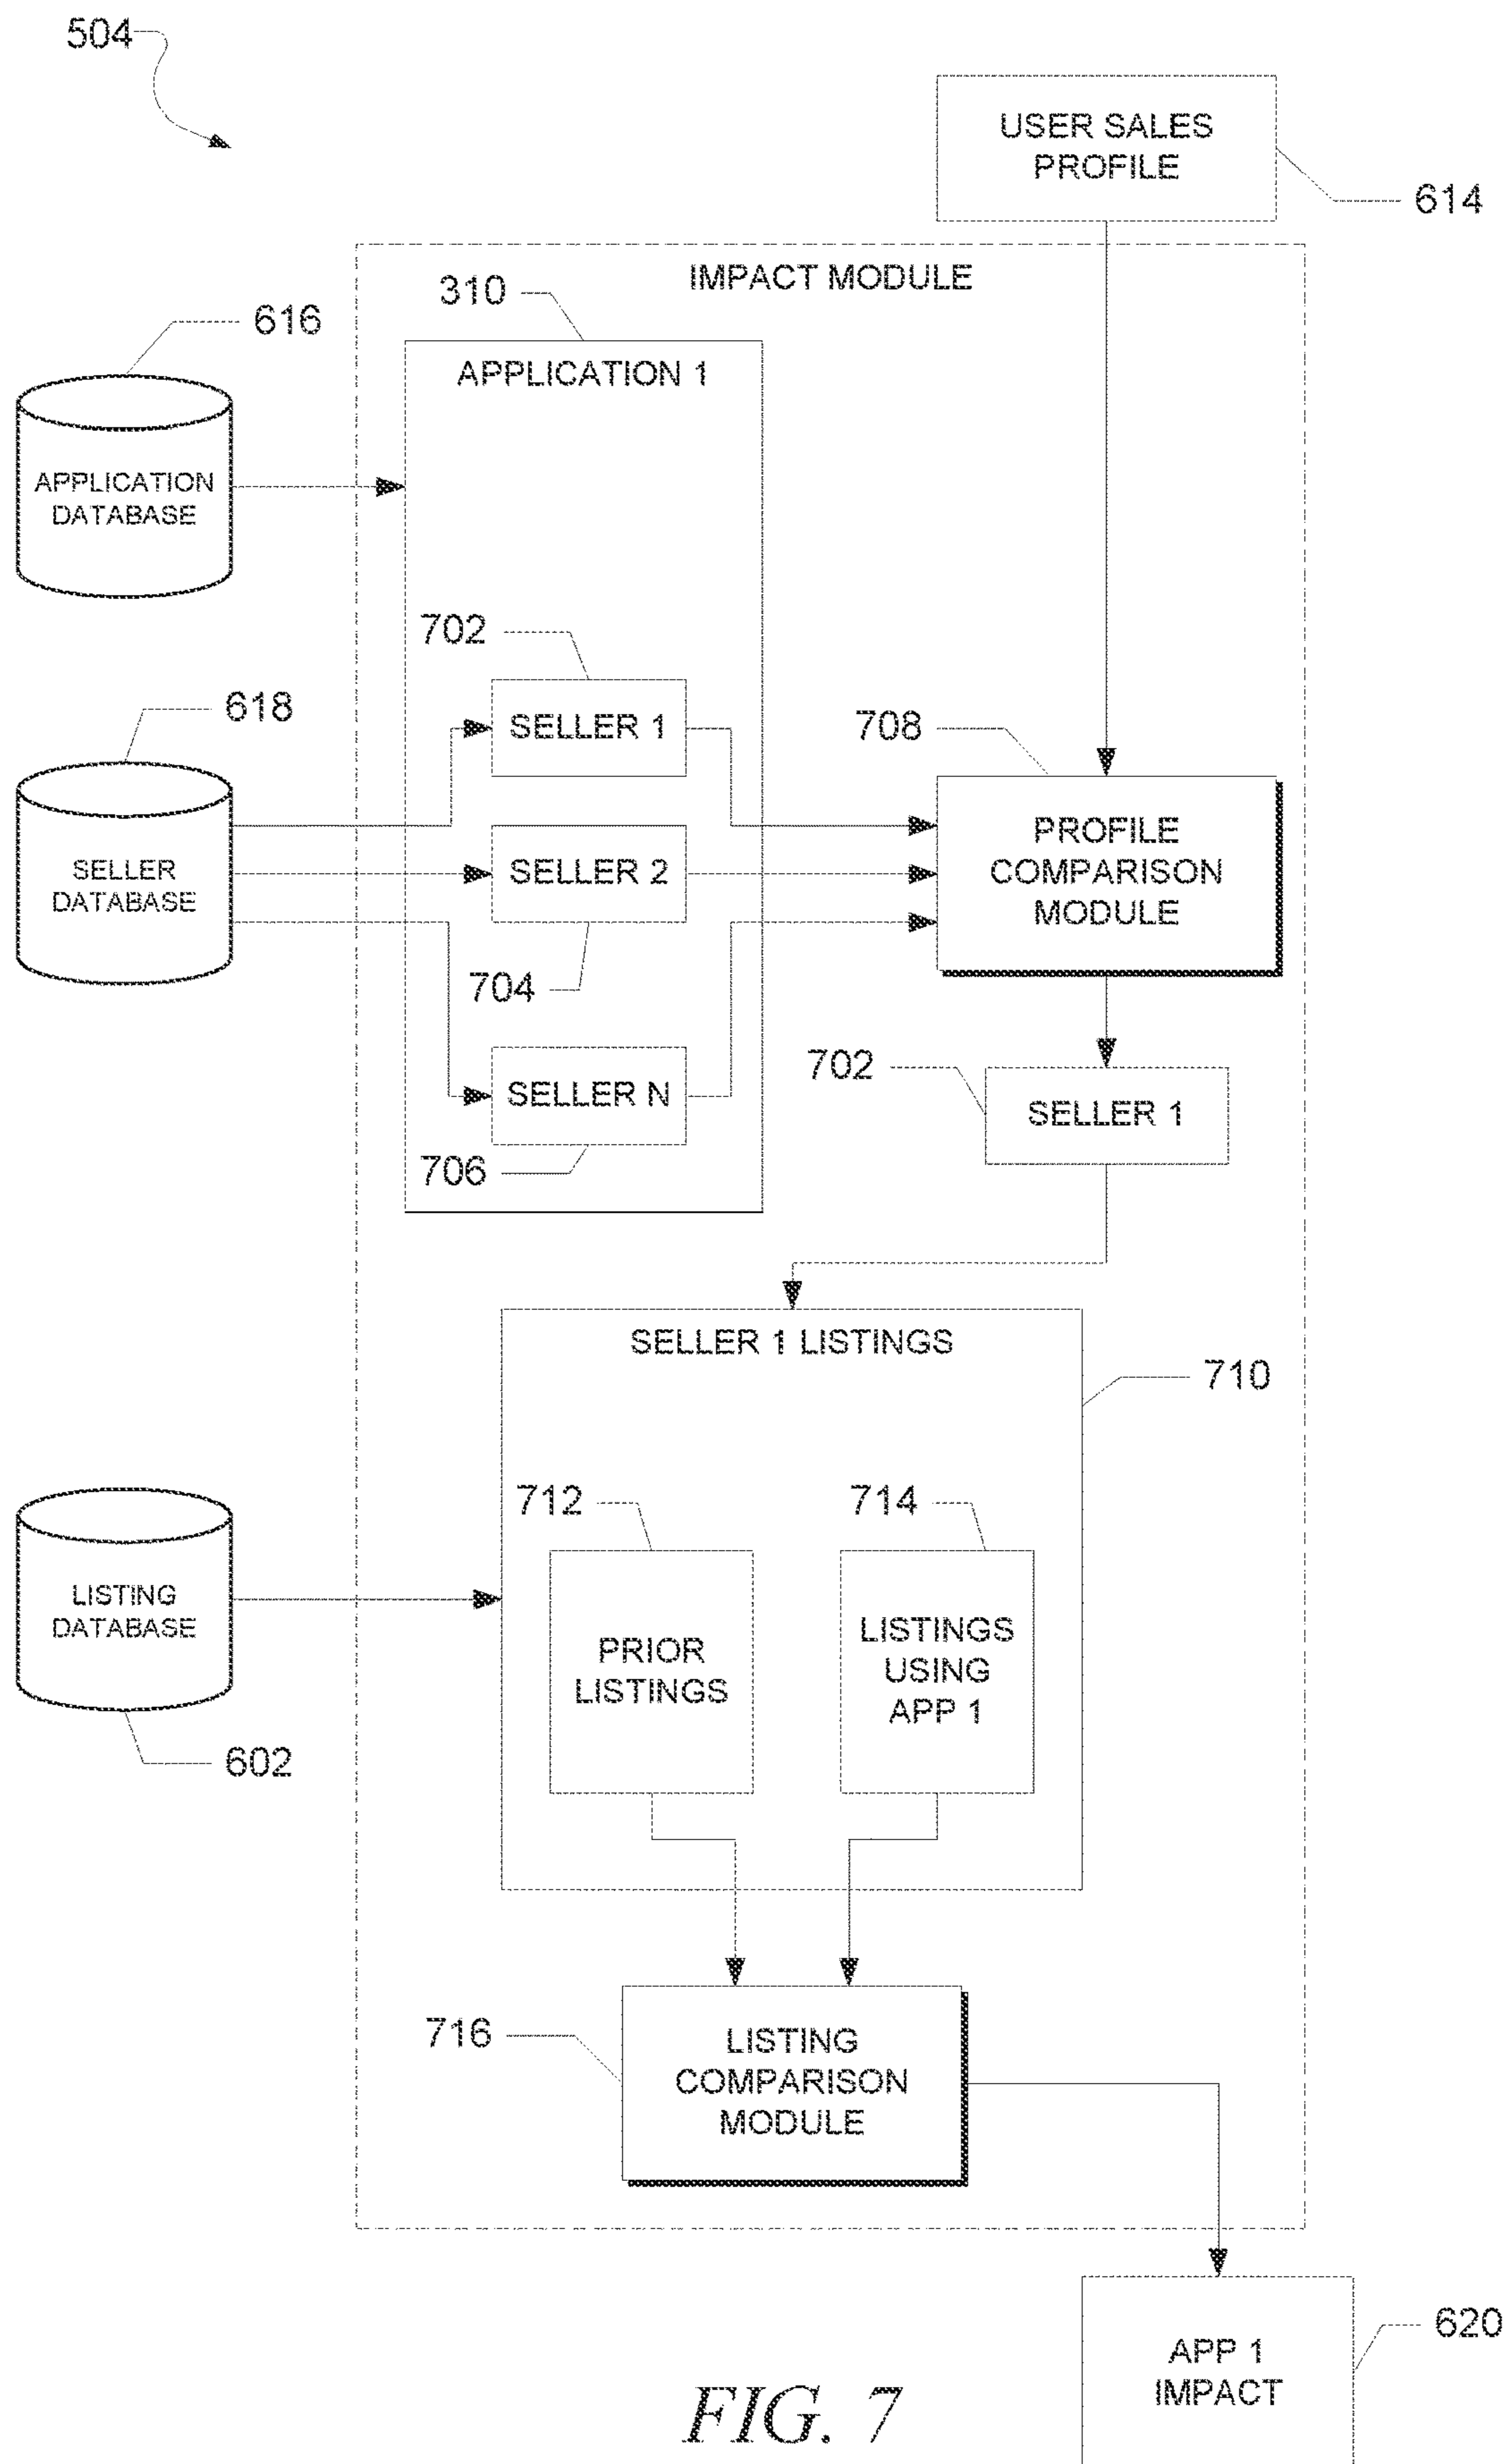 504
USER SALES
PROFILE
614
IMPACT MODULE
310
616
APPLICATION 1
APPLICATION
DATABASE
702
618
SELLER 1
708
SELLER
DATABASE
SELLER 2
PROFILE
COMPARISON
MODULE
704
702
SELLER N
SELLER 1
706
SELLER 1 LISTINGS
710
712
714
LISTING
DATABASE
PRIOR
LISTINGS
LISTINGS
USING
APP 1
602
716
LISTING
COMPARISON
MODULE
620
APP 1
IMPACT
FIG. 7